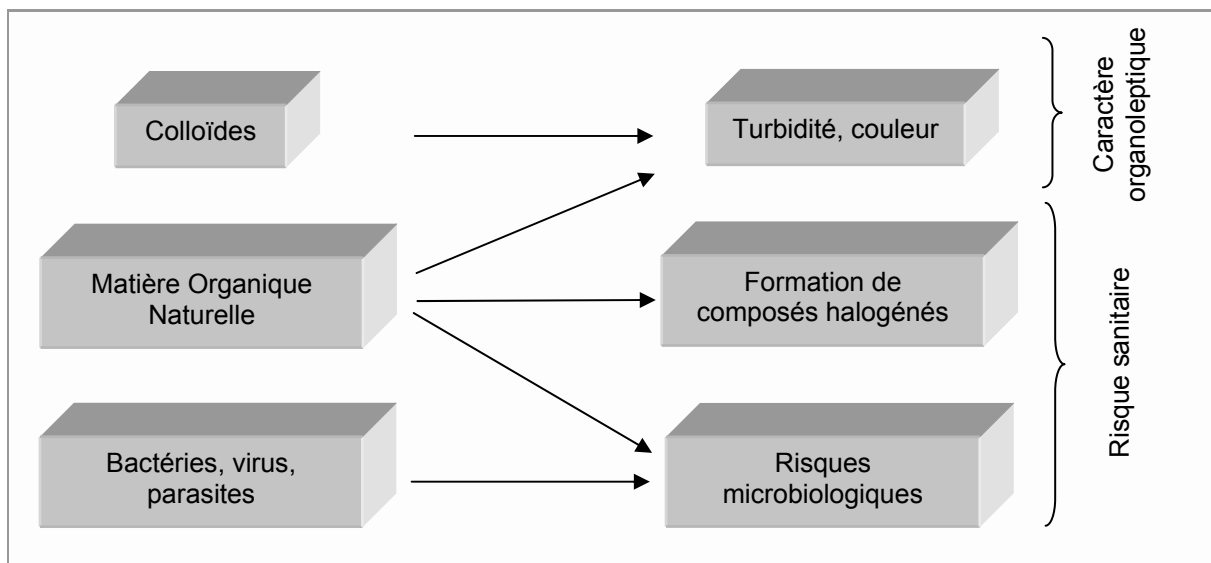 Colloïdes
Turbidité, couleur
Caractère
organoleptique
Matière Organique
Naturelle
Formation de
composés halogénés
Bactéries, virus,
parasites
Risques
microbiologiques
Risque sanitaire